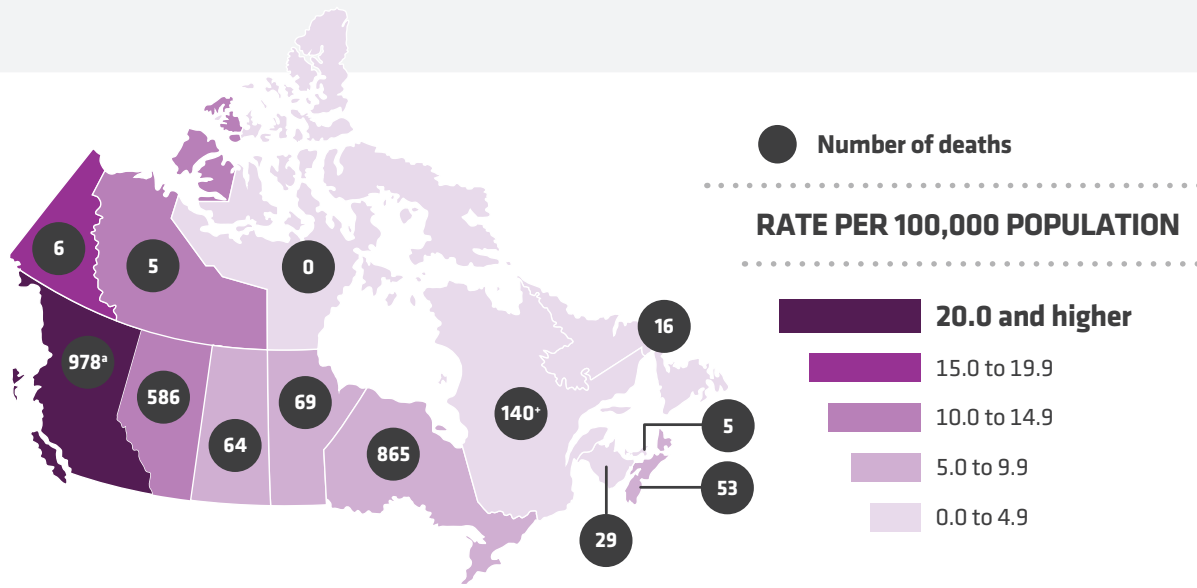 Number of deaths
RATE PER 100,000 POPULATION
20.0 and higher
15.0 to 19.9
10.0 to 14.9
5.0 to 9.9
0.0 to 4.9
6
5
0
16
978ᵃ
586
69
64
865
140⁺
5
53
29